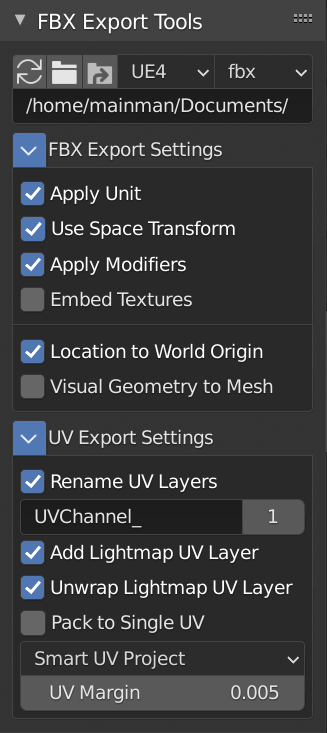 FBX Export Tools
UE4 fbx
/home/mainman/Documents/
FBX Export Settings
Apply Unit
Use Space Transform
Apply Modifiers
Embed Textures
Location to World Origin
Visual Geometry to Mesh
UV Export Settings
Rename UV Layers
UVChannel_ 1
Add Lightmap UV Layer
Unwrap Lightmap UV Layer
Pack to Single UV
Smart UV Project
UV Margin 0.005